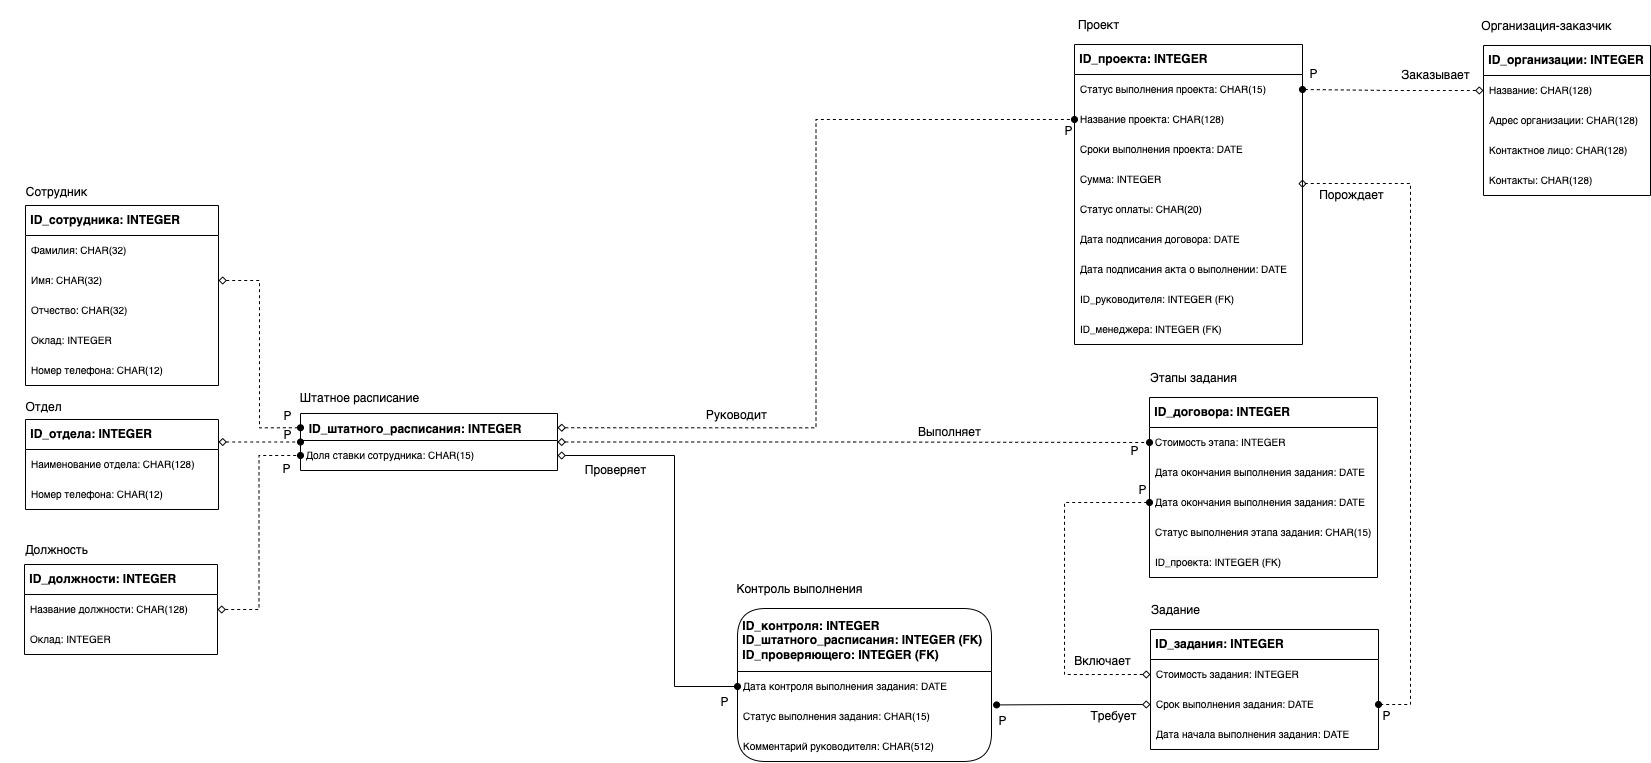 Проект
ID_проекта: INTEGER
Статус выполнения проекта: CHAR(15)
Название проекта: CHAR(128)
Сроки выполнения проекта: DATE
Сумма: INTEGER
Статус оплаты: CHAR(20)
Дата подписания договора: DATE
Дата подписания акта о выполнении: DATE
ID_руководителя: INTEGER (FK)
ID_менеджера: INTEGER (FK)
P
P
Заказывает
Порождает
Организация-заказчик
ID_организации: INTEGER
Название: CHAR(128)
Адрес организации: CHAR(128)
Контактное лицо: CHAR(128)
Контакты: CHAR(128)
Сотрудник
ID_сотрудника: INTEGER
Фамилия: CHAR(32)
Имя: CHAR(32)
Отчество: CHAR(32)
Оклад: INTEGER
Номер телефона: CHAR(12)
Отдел
ID_отдела: INTEGER
Наименование отдела: CHAR(128)
Номер телефона: CHAR(12)
Должность
ID_должности: INTEGER
Название должности: CHAR(128)
Оклад: INTEGER
P
P
P
Штатное расписание
ID_штатного_расписания: INTEGER
Доля ставки сотрудника: CHAR(15)
Руководит
Выполняет
Проверяет
Этапы задания
ID_договора: INTEGER
Стоимость этапа: INTEGER
Дата окончания выполнения задания: DATE
Дата окончания выполнения задания: DATE
Статус выполнения этапа задания: CHAR(15)
ID_проекта: INTEGER (FK)
P
P
Контроль выполнения
ID_контроля: INTEGER
ID_штатного_расписания: INTEGER (FK)
ID_проверяющего: INTEGER (FK)
Дата контроля выполнения задания: DATE
Статус выполнения задания: CHAR(15)
Комментарий руководителя: CHAR(512)
P
P
Включает
Требует
Задание
ID_задания: INTEGER
Стоимость задания: INTEGER
Срок выполнения задания: DATE
Дата начала выполнения задания: DATE
P